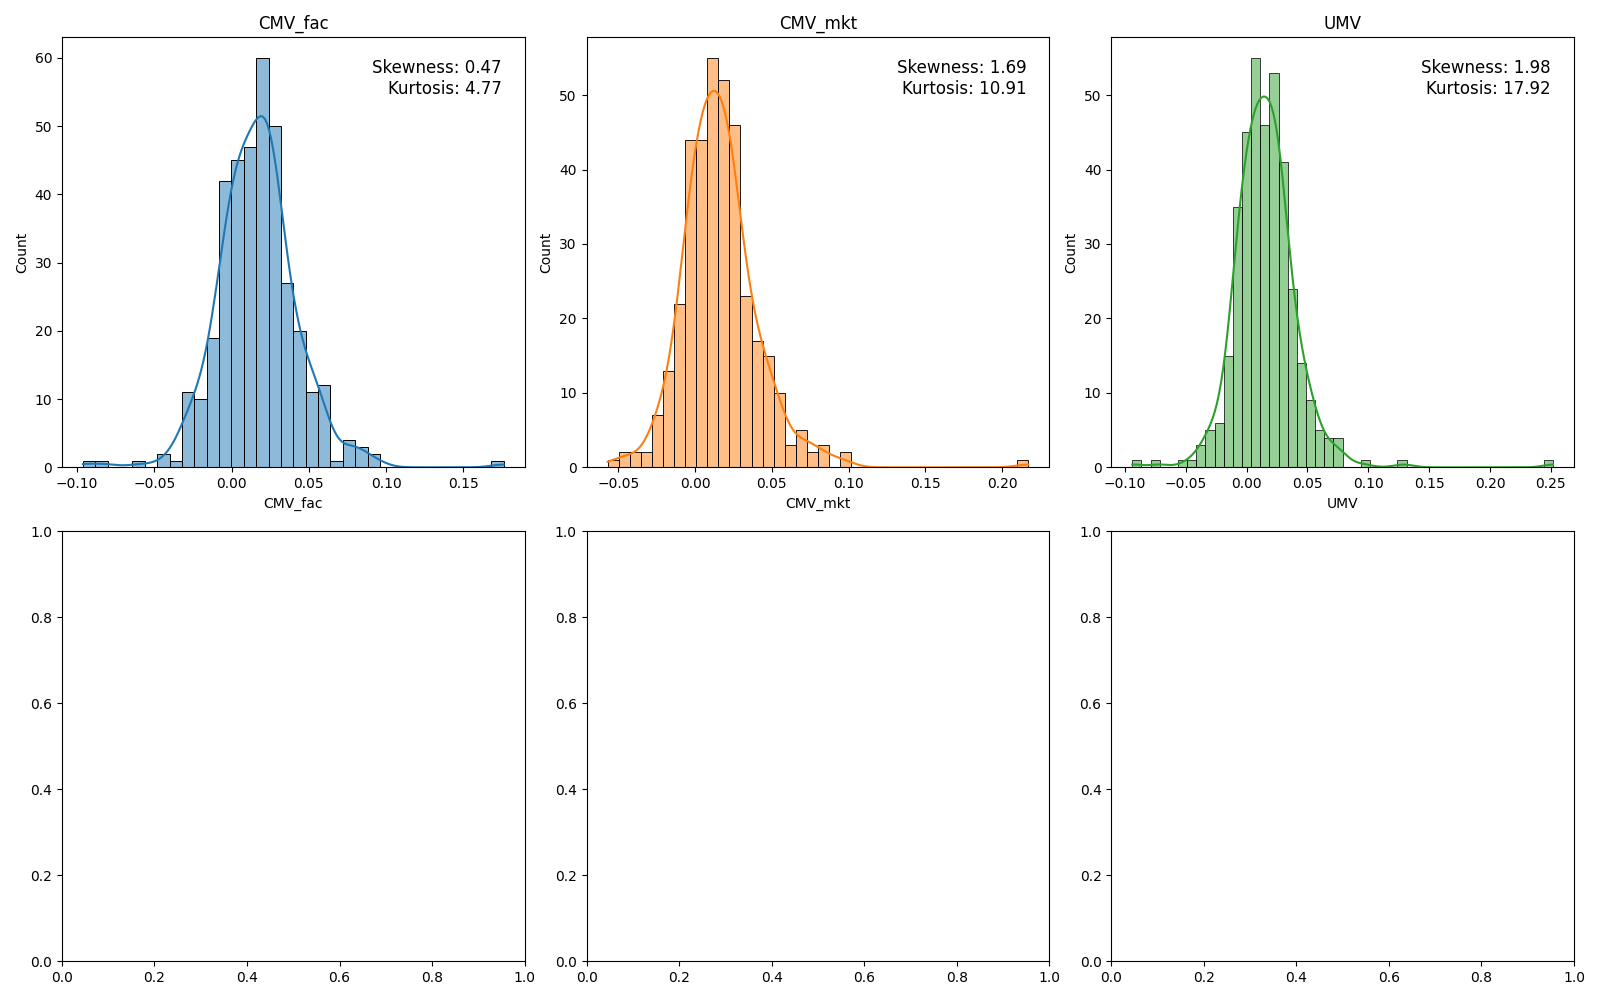 CMV_fac
CMV_mkt
UMV
Skewness: 0.47
Kurtosis: 4.77
Skewness: 1.69
Kurtosis: 10.91
Skewness: 1.98
Kurtosis: 17.92
60
50
40
30
20
10
0
Count
−0.10 −0.05 0.00 0.05 0.10 0.15
CMV_fac
50
40
30
20
10
0
Count
−0.05 0.00 0.05 0.10 0.15 0.20
CMV_mkt
50
40
30
20
10
0
Count
−0.10 −0.05 0.00 0.05 0.10 0.15 0.20 0.25
UMV
1.0
0.8
0.6
0.4
0.2
0.0
0.0 0.2 0.4 0.6 0.8 1.0
1.0
0.8
0.6
0.4
0.2
0.0
0.0 0.2 0.4 0.6 0.8 1.0
1.0
0.8
0.6
0.4
0.2
0.0
0.0 0.2 0.4 0.6 0.8 1.0